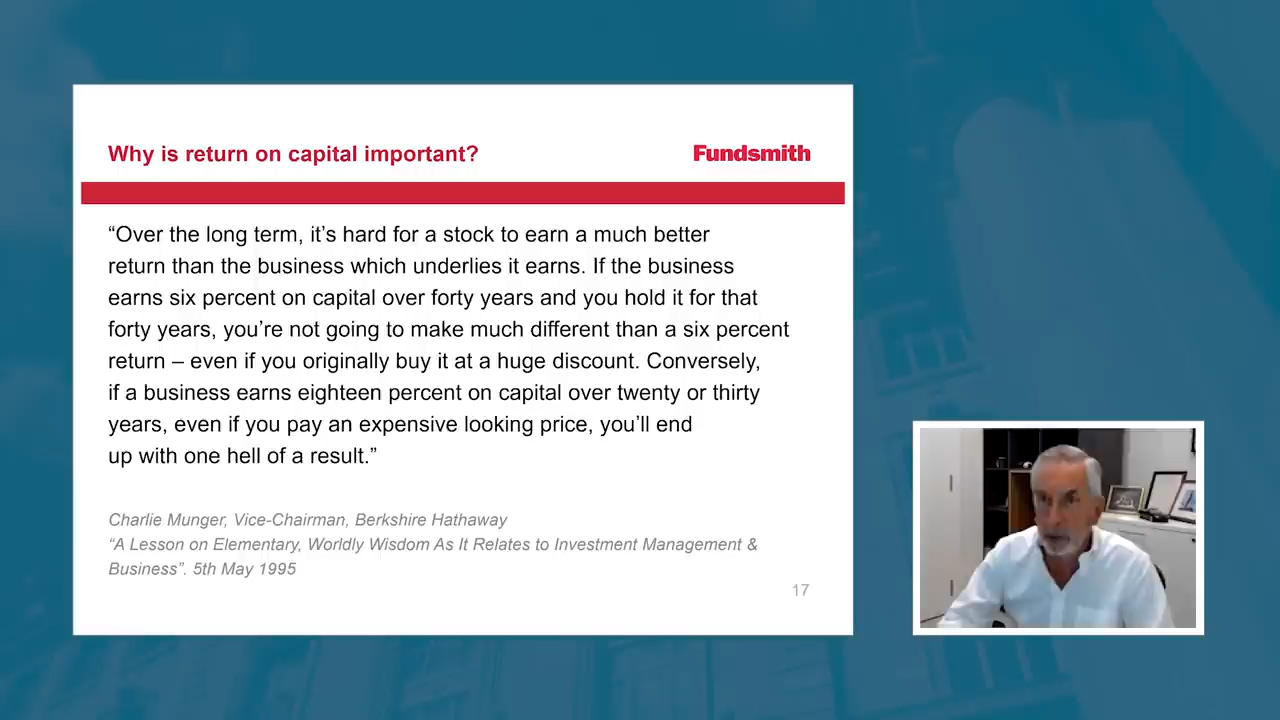 Why is return on capital important?
Fundsmith
“Over the long term, it’s hard for a stock to earn a much better
return than the business which underlies it earns. If the business
earns six percent on capital over forty years and you hold it for that
forty years, you’re not going to make much different than a six percent
return – even if you originally buy it at a huge discount. Conversely,
if a business earns eighteen percent on capital over twenty or thirty
years, even if you pay an expensive looking price, you’ll end
up with one hell of a result.”
Charlie Munger, Vice-Chairman, Berkshire Hathaway
“A Lesson on Elementary, Worldly Wisdom As It Relates to Investment Management &
Business”. 5th May 1995
17